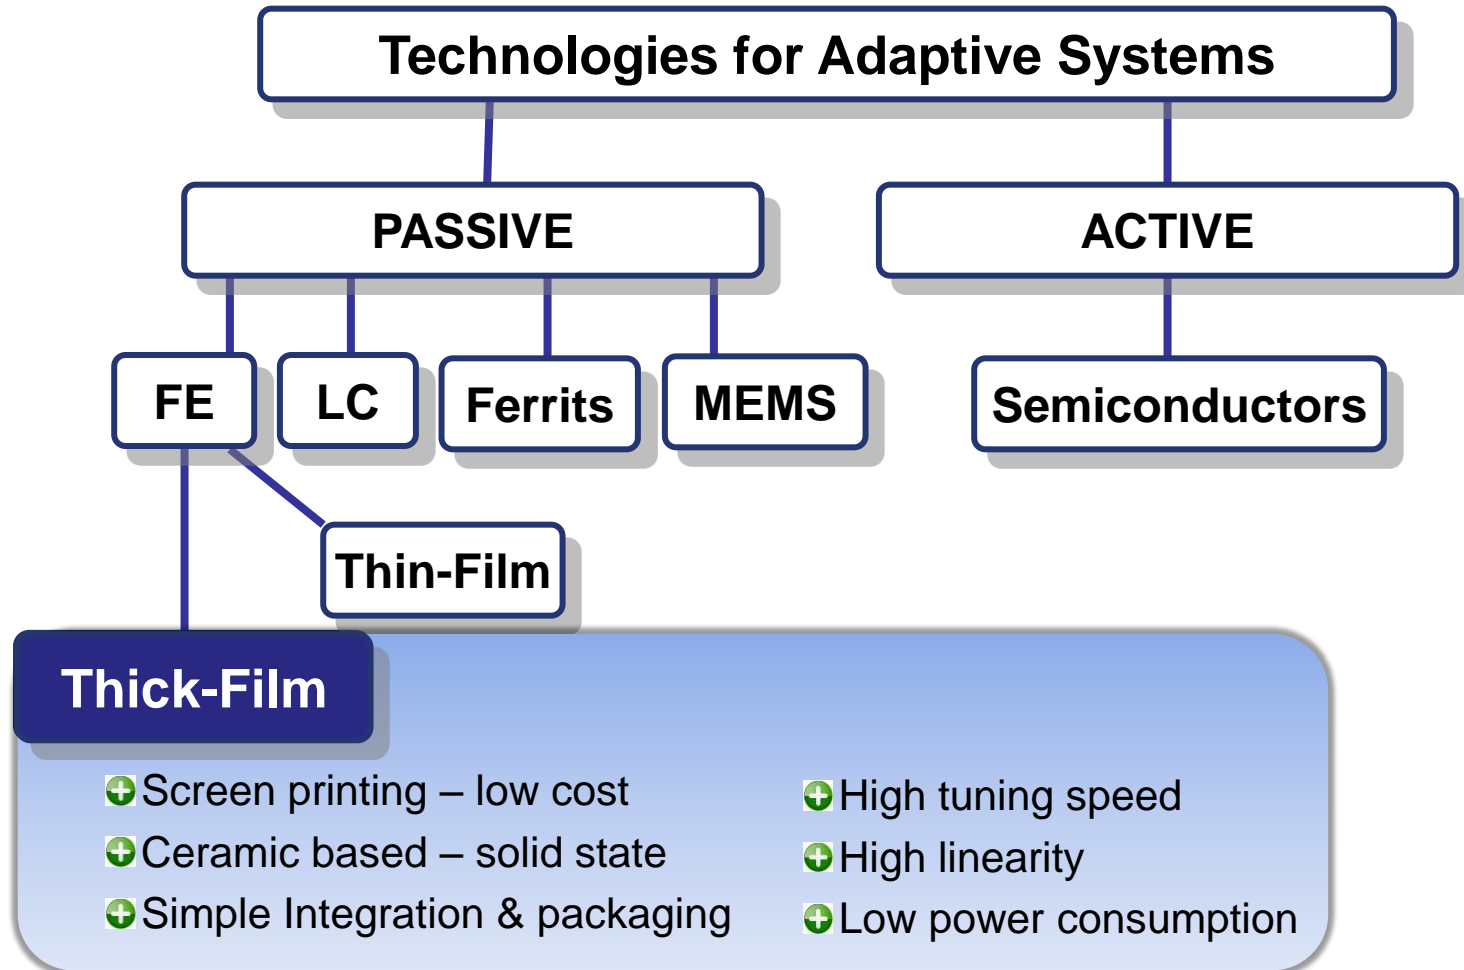 Technologies for Adaptive Systems
PASSIVE
ACTIVE
FE
LC
Ferrits
MEMS
Semiconductors
Thin-Film
Thick-Film
Screen printing – low cost
Ceramic based – solid state
Simple Integration & packaging
High tuning speed
High linearity
Low power consumption